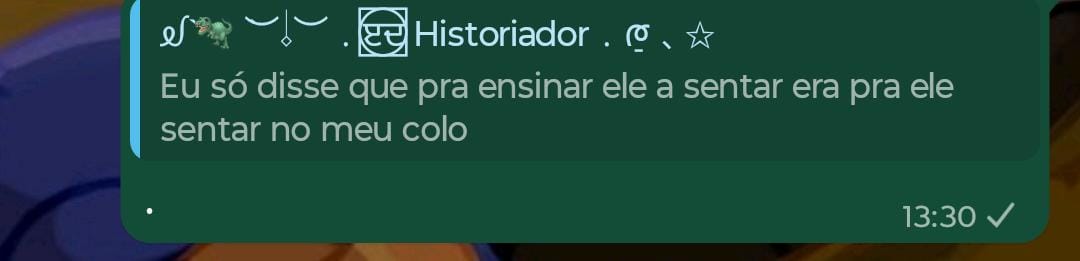 Historiador . , ☆
Eu só disse que pra ensinar ele a sentar era pra ele
sentar no meu colo
.
13:30